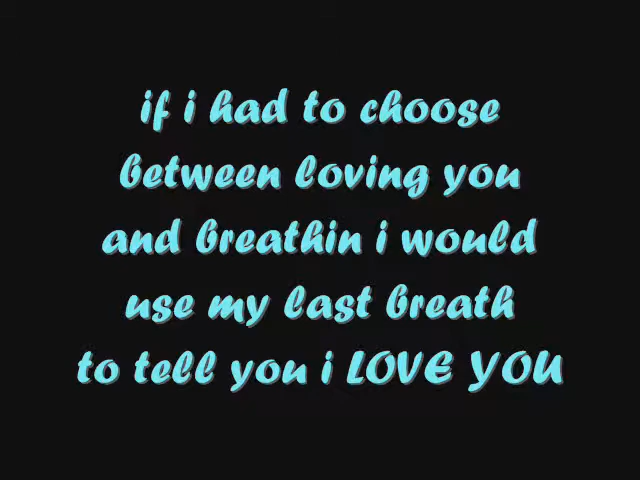 if i had to choose
between loving you
and breathin i would
use my last breath
to tell you i LOVE YOU